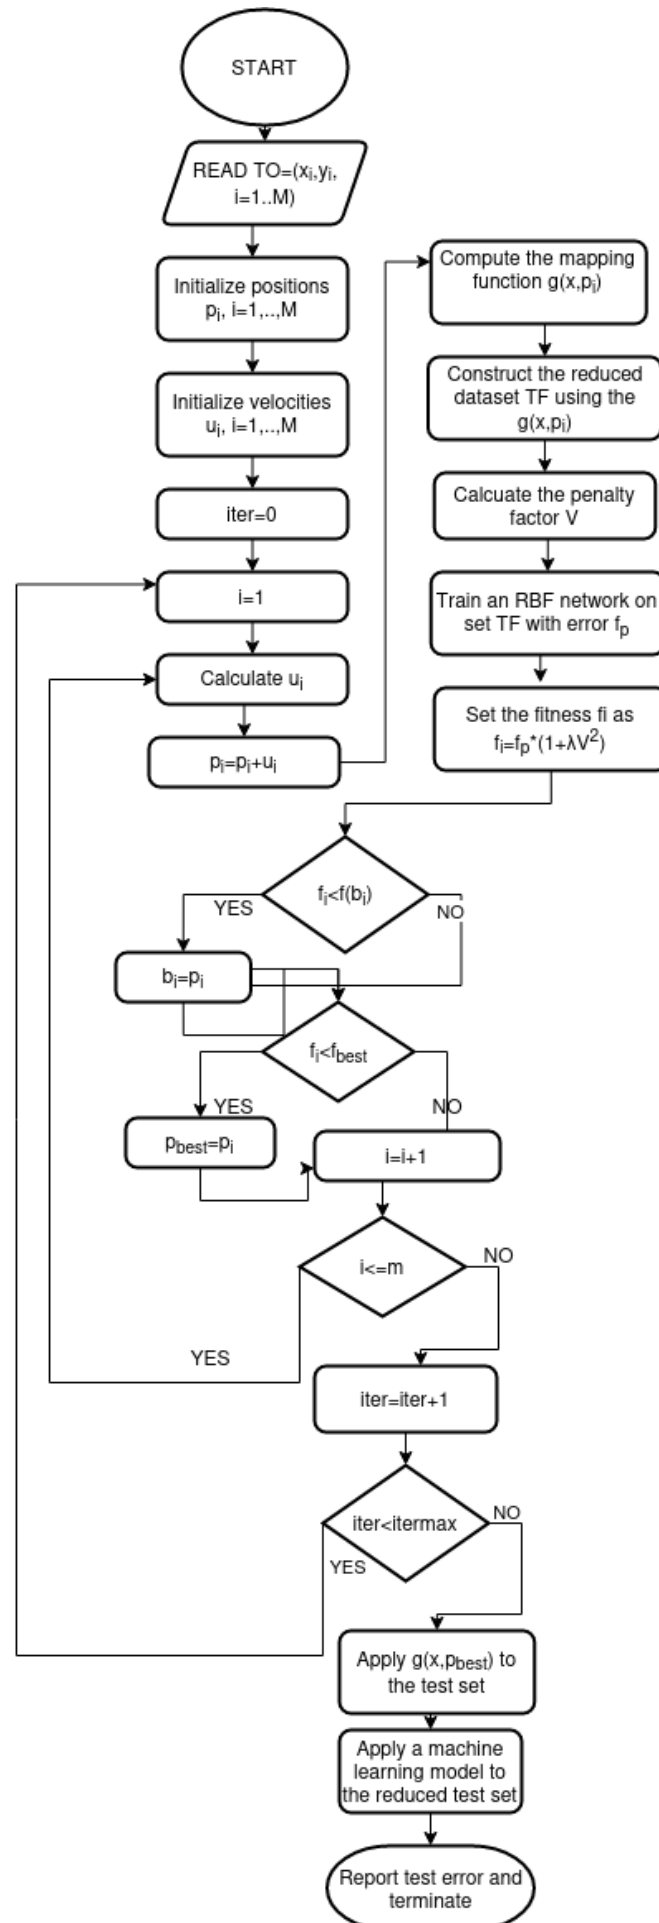 START
READ TO=(xᵢ,yᵢ,
i=1..M)
Initialize positions
pᵢ, i=1,..,M
Initialize velocities
uᵢ, i=1,..,M
iter=0
i=1
Calculate uᵢ
pᵢ=pᵢ+uᵢ
Compute the mapping
function g(x,pᵢ)
Construct the reduced
dataset TF using the
g(x,pᵢ)
Calcuate the penalty
factor V
Train an RBF network on
set TF with error fₚ
Set the fitness fi as
fᵢ=fₚ*(1+λV²)
fᵢ<f(bᵢ)
YES
NO
bᵢ=pᵢ
fᵢ<f_best
YES
NO
p_best=pᵢ
i=i+1
i<=m
NO
YES
iter=iter+1
iter<itermax
NO
YES
Apply g(x,p_best) to
the test set
Apply a machine
learning model to
the reduced test set
Report test error and
terminate